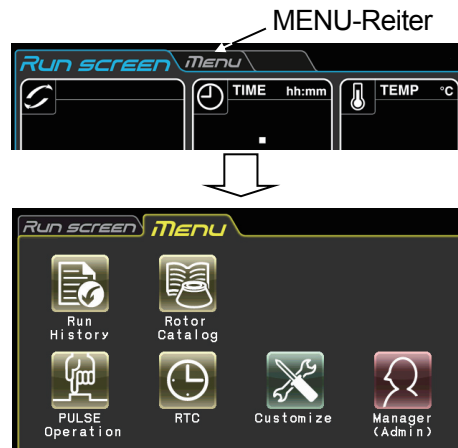 MENU-Reiter
Run screen Menu
TIME hh:mm TEMP °C
Run screen Menu
Run History
Rotor Catalog
PULSE Operation
RTC
Customize
Manager (Admin)